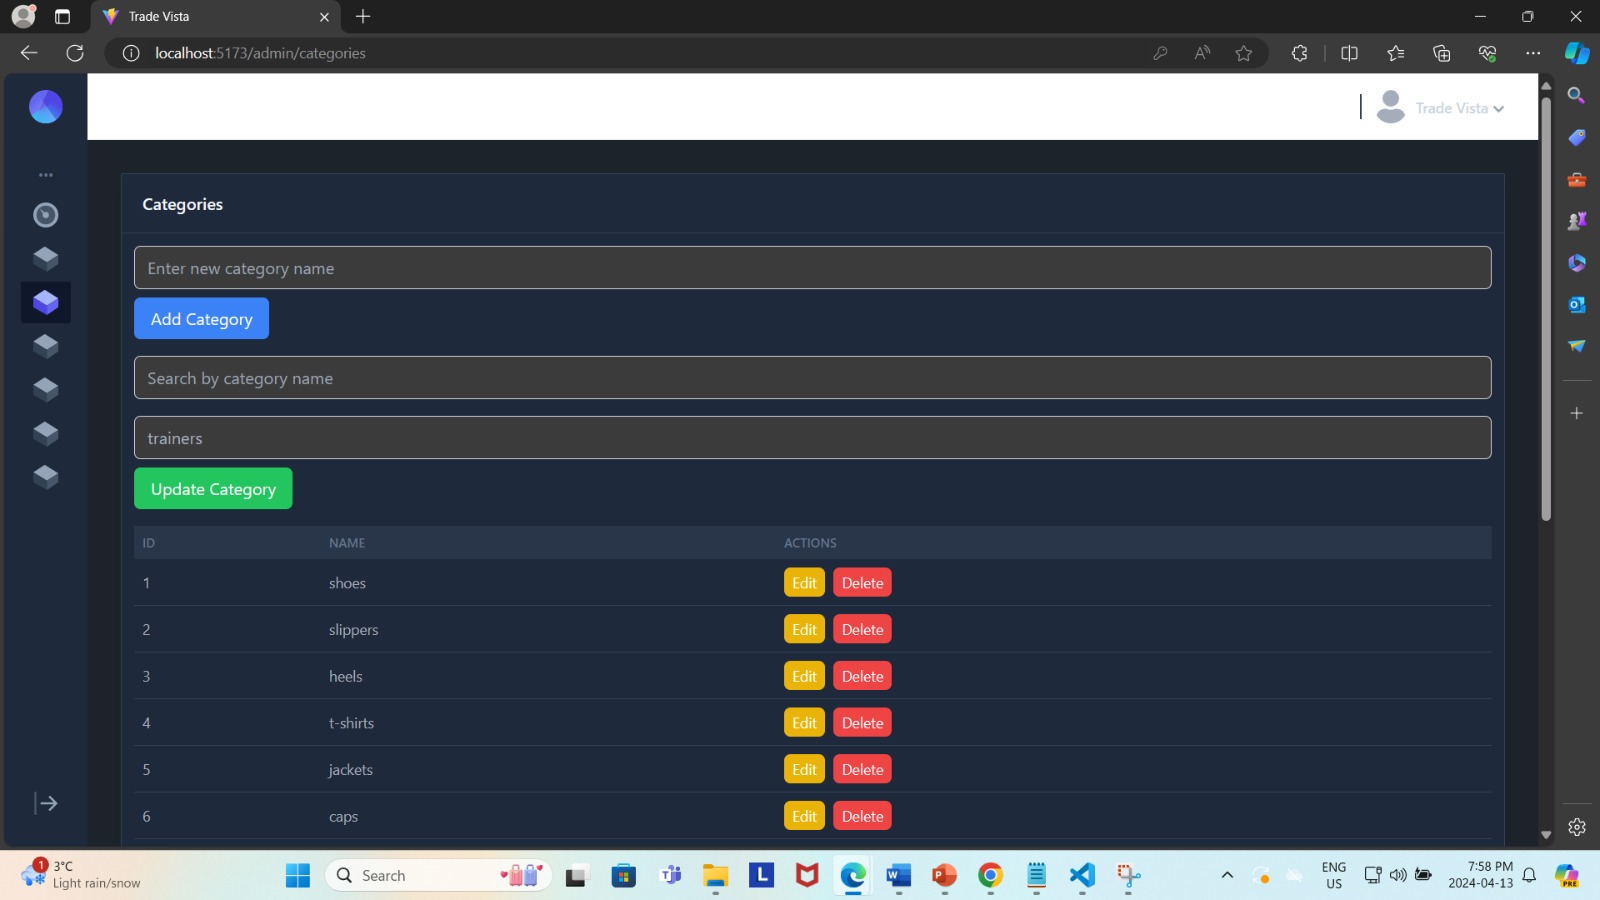 Trade Vista
localhost:5173/admin/categories
Trade Vista
Categories
Enter new category name
Add Category
Search by category name
trainers
Update Category
ID NAME ACTIONS
1 shoes Edit Delete
2 slippers Edit Delete
3 heels Edit Delete
4 t-shirts Edit Delete
5 jackets Edit Delete
6 caps Edit Delete
1
3°C
Light rain/snow
Search
ENG
US
7:58 PM
2024-04-13
PRE